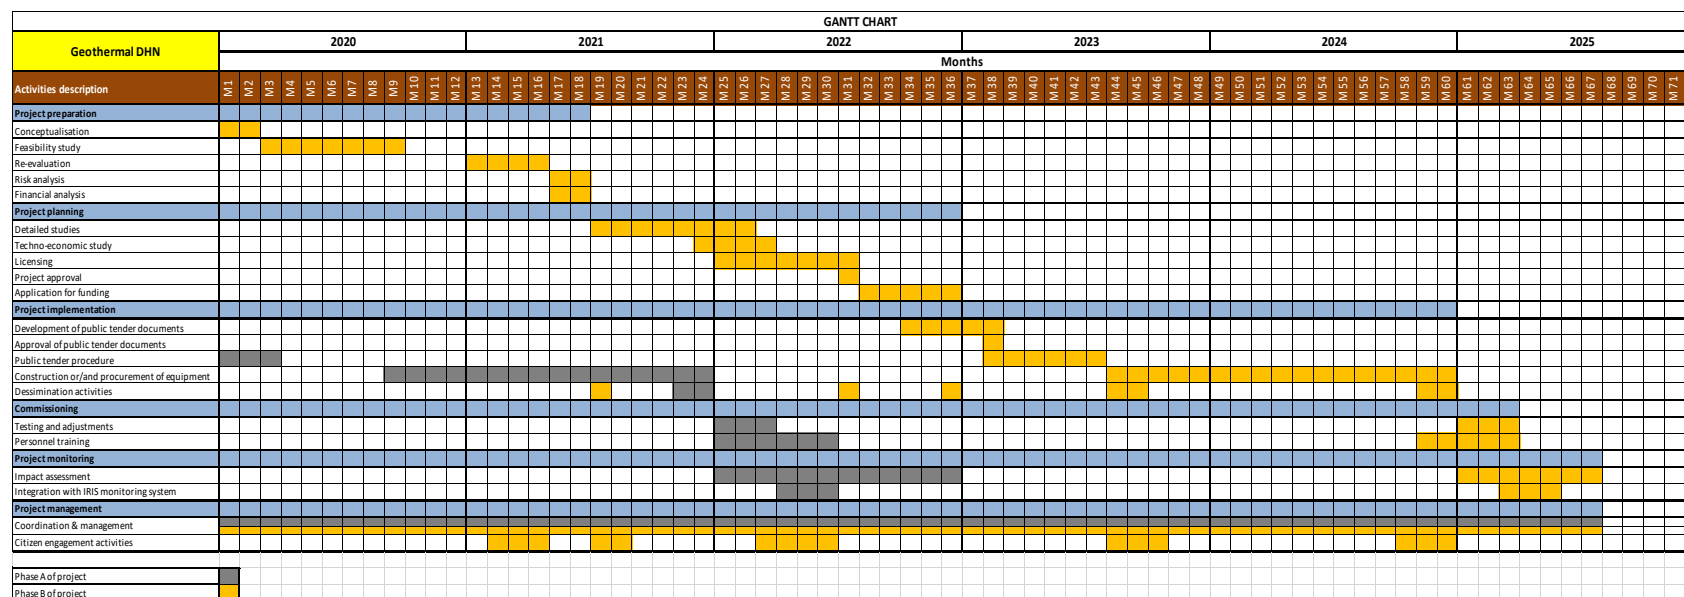 GANTT CHART
Geothermal DHN
2020 2021 2022 2023 2024 2025
Months
Activities description M1 M2 M3 M4 M5 M6 M7 M8 M9 M10 M11 M12 M13 M14 M15 M16 M17 M18 M19 M20 M21 M22 M23 M24 M25 M26 M27 M28 M29 M30 M31 M32 M33 M34 M35 M36 M37 M38 M39 M40 M41 M42 M43 M44 M45 M46 M47 M48 M49 M50 M51 M52 M53 M54 M55 M56 M57 M58 M59 M60 M61 M62 M63 M64 M65 M66 M67 M68 M69 M70 M71
Project preparation
Conceptualisation
Feasibility study
Re-evaluation
Risk analysis
Financial analysis
Project planning
Detailed studies
Techno-economic study
Licensing
Project approval
Application for funding
Project implementation
Development of public tender documents
Approval of public tender documents
Public tender procedure
Construction or/and procurement of equipment
Dessimination activities
Commissioning
Testing and adjustments
Personnel training
Project monitoring
Impact assessment
Integration with IRIS monitoring system
Project management
Coordination & management
Citizen engagement activities
Phase A of project
Phase B of project